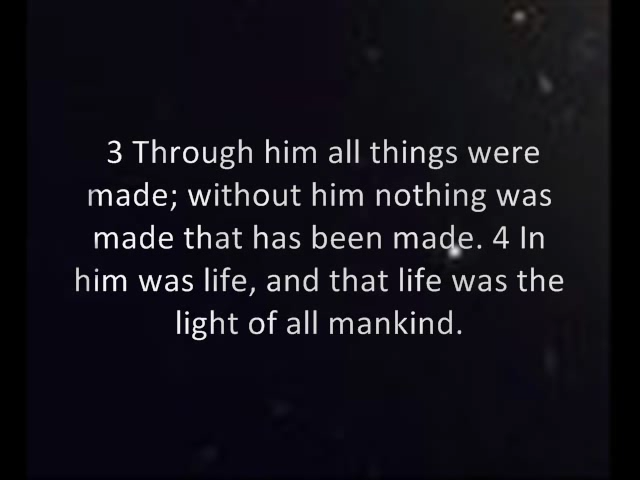 3 Through him all things were
made; without him nothing was
made that has been made. 4 In
him was life, and that life was the
light of all mankind.